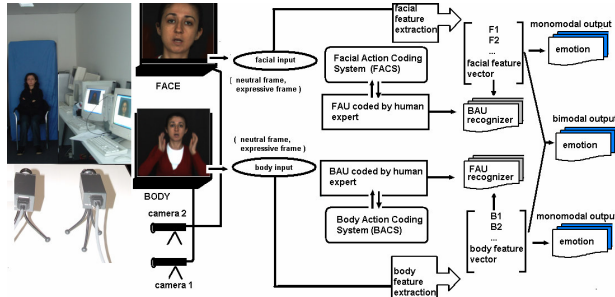 FACE
BODY
camera 2
camera 1
facial input
( neutral frame,
expressive frame )
( neutral frame,
expressive frame )
body input
facial
feature
extraction
Facial Action Coding
System (FACS)
FAU coded by human
expert
BAU coded by human
expert
Body Action Coding
System (BACS)
body
feature
extraction
F1
F2
...
facial feature
vector
BAU
recognizer
FAU
recognizer
B1
B2
...
body feature
vector
monomodal output
emotion
bimodal output
emotion
monomodal output
emotion